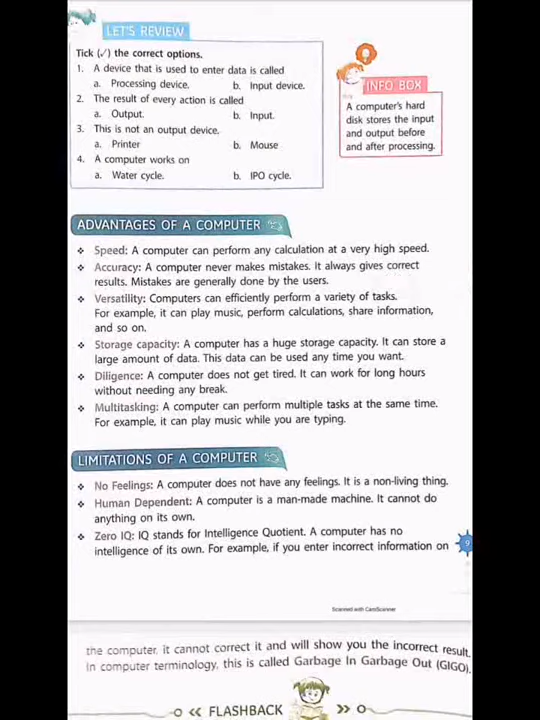 LET'S REVIEW
Tick (✓) the correct options.
1. A device that is used to enter data is called
a. Processing device. b. Input device.
2. The result of every action is called
a. Output. b. Input.
3. This is not an output device.
a. Printer b. Mouse
4. A computer works on
a. Water cycle. b. IPO cycle.
INFO BOX
A computer's hard
disk stores the input
and output before
and after processing.
ADVANTAGES OF A COMPUTER
❖ Speed: A computer can perform any calculation at a very high speed.
❖ Accuracy: A computer never makes mistakes. It always gives correct
results. Mistakes are generally done by the users.
❖ Versatility: Computers can efficiently perform a variety of tasks.
For example, it can play music, perform calculations, share information,
and so on.
❖ Storage capacity: A computer has a huge storage capacity. It can store a
large amount of data. This data can be used any time you want.
❖ Diligence: A computer does not get tired. It can work for long hours
without needing any break.
❖ Multitasking: A computer can perform multiple tasks at the same time.
For example, it can play music while you are typing.
LIMITATIONS OF A COMPUTER
❖ No Feelings: A computer does not have any feelings. It is a non-living thing.
❖ Human Dependent: A computer is a man-made machine. It cannot do
anything on its own.
❖ Zero IQ: IQ stands for Intelligence Quotient. A computer has no
intelligence of its own. For example, if you enter incorrect information on
9
Scanned with CamScanner
the computer, it cannot correct it and will show you the incorrect result.
In computer terminology, this is called Garbage In Garbage Out (GIGO).
FLASHBACK